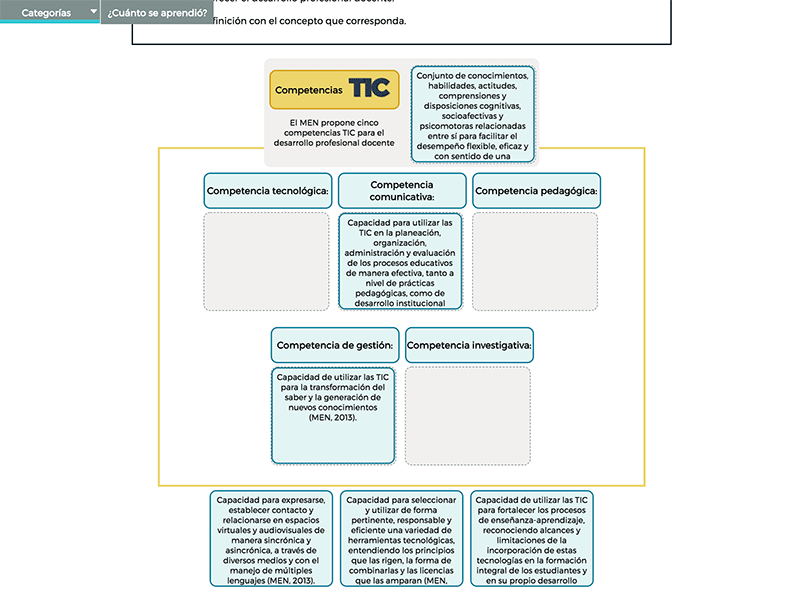 Categorías
¿Cuánto se aprendió?
finición con el concepto que corresponda.
Competencias TIC
El MEN propone cinco
competencias TIC para el
desarrollo profesional docente
Conjunto de conocimientos,
habilidades, actitudes,
comprensiones y
disposiciones cognitivas,
socioafectivas y
psicomotoras relacionadas
entre sí para facilitar el
desempeño flexible, eficaz y
con sentido de una
Competencia tecnológica:
Competencia
comunicativa:
Competencia pedagógica:
Capacidad para utilizar las
TIC en la planeación,
organización,
administración y evaluación
de los procesos educativos
de manera efectiva, tanto a
nivel de prácticas
pedagógicas, como de
desarrollo institucional
Competencia de gestión:
Competencia investigativa:
Capacidad de utilizar las TIC
para la transformación del
saber y la generación de
nuevos conocimientos
(MEN, 2013).
Capacidad para expresarse,
establecer contacto y
relacionarse en espacios
virtuales y audiovisuales de
manera sincrónica y
asincrónica, a través de
diversos medios y con el
manejo de múltiples
lenguajes (MEN, 2013).
Capacidad para seleccionar
y utilizar de forma
pertinente, responsable y
eficiente una variedad de
herramientas tecnológicas,
entendiendo los principios
que las rigen, la forma de
combinarlas y las licencias
que las amparan (MEN,
Capacidad de utilizar las TIC
para fortalecer los procesos
de enseñanza-aprendizaje,
reconociendo alcances y
limitaciones de la
incorporación de estas
tecnologías en la formación
integral de los estudiantes y
en su propio desarrollo